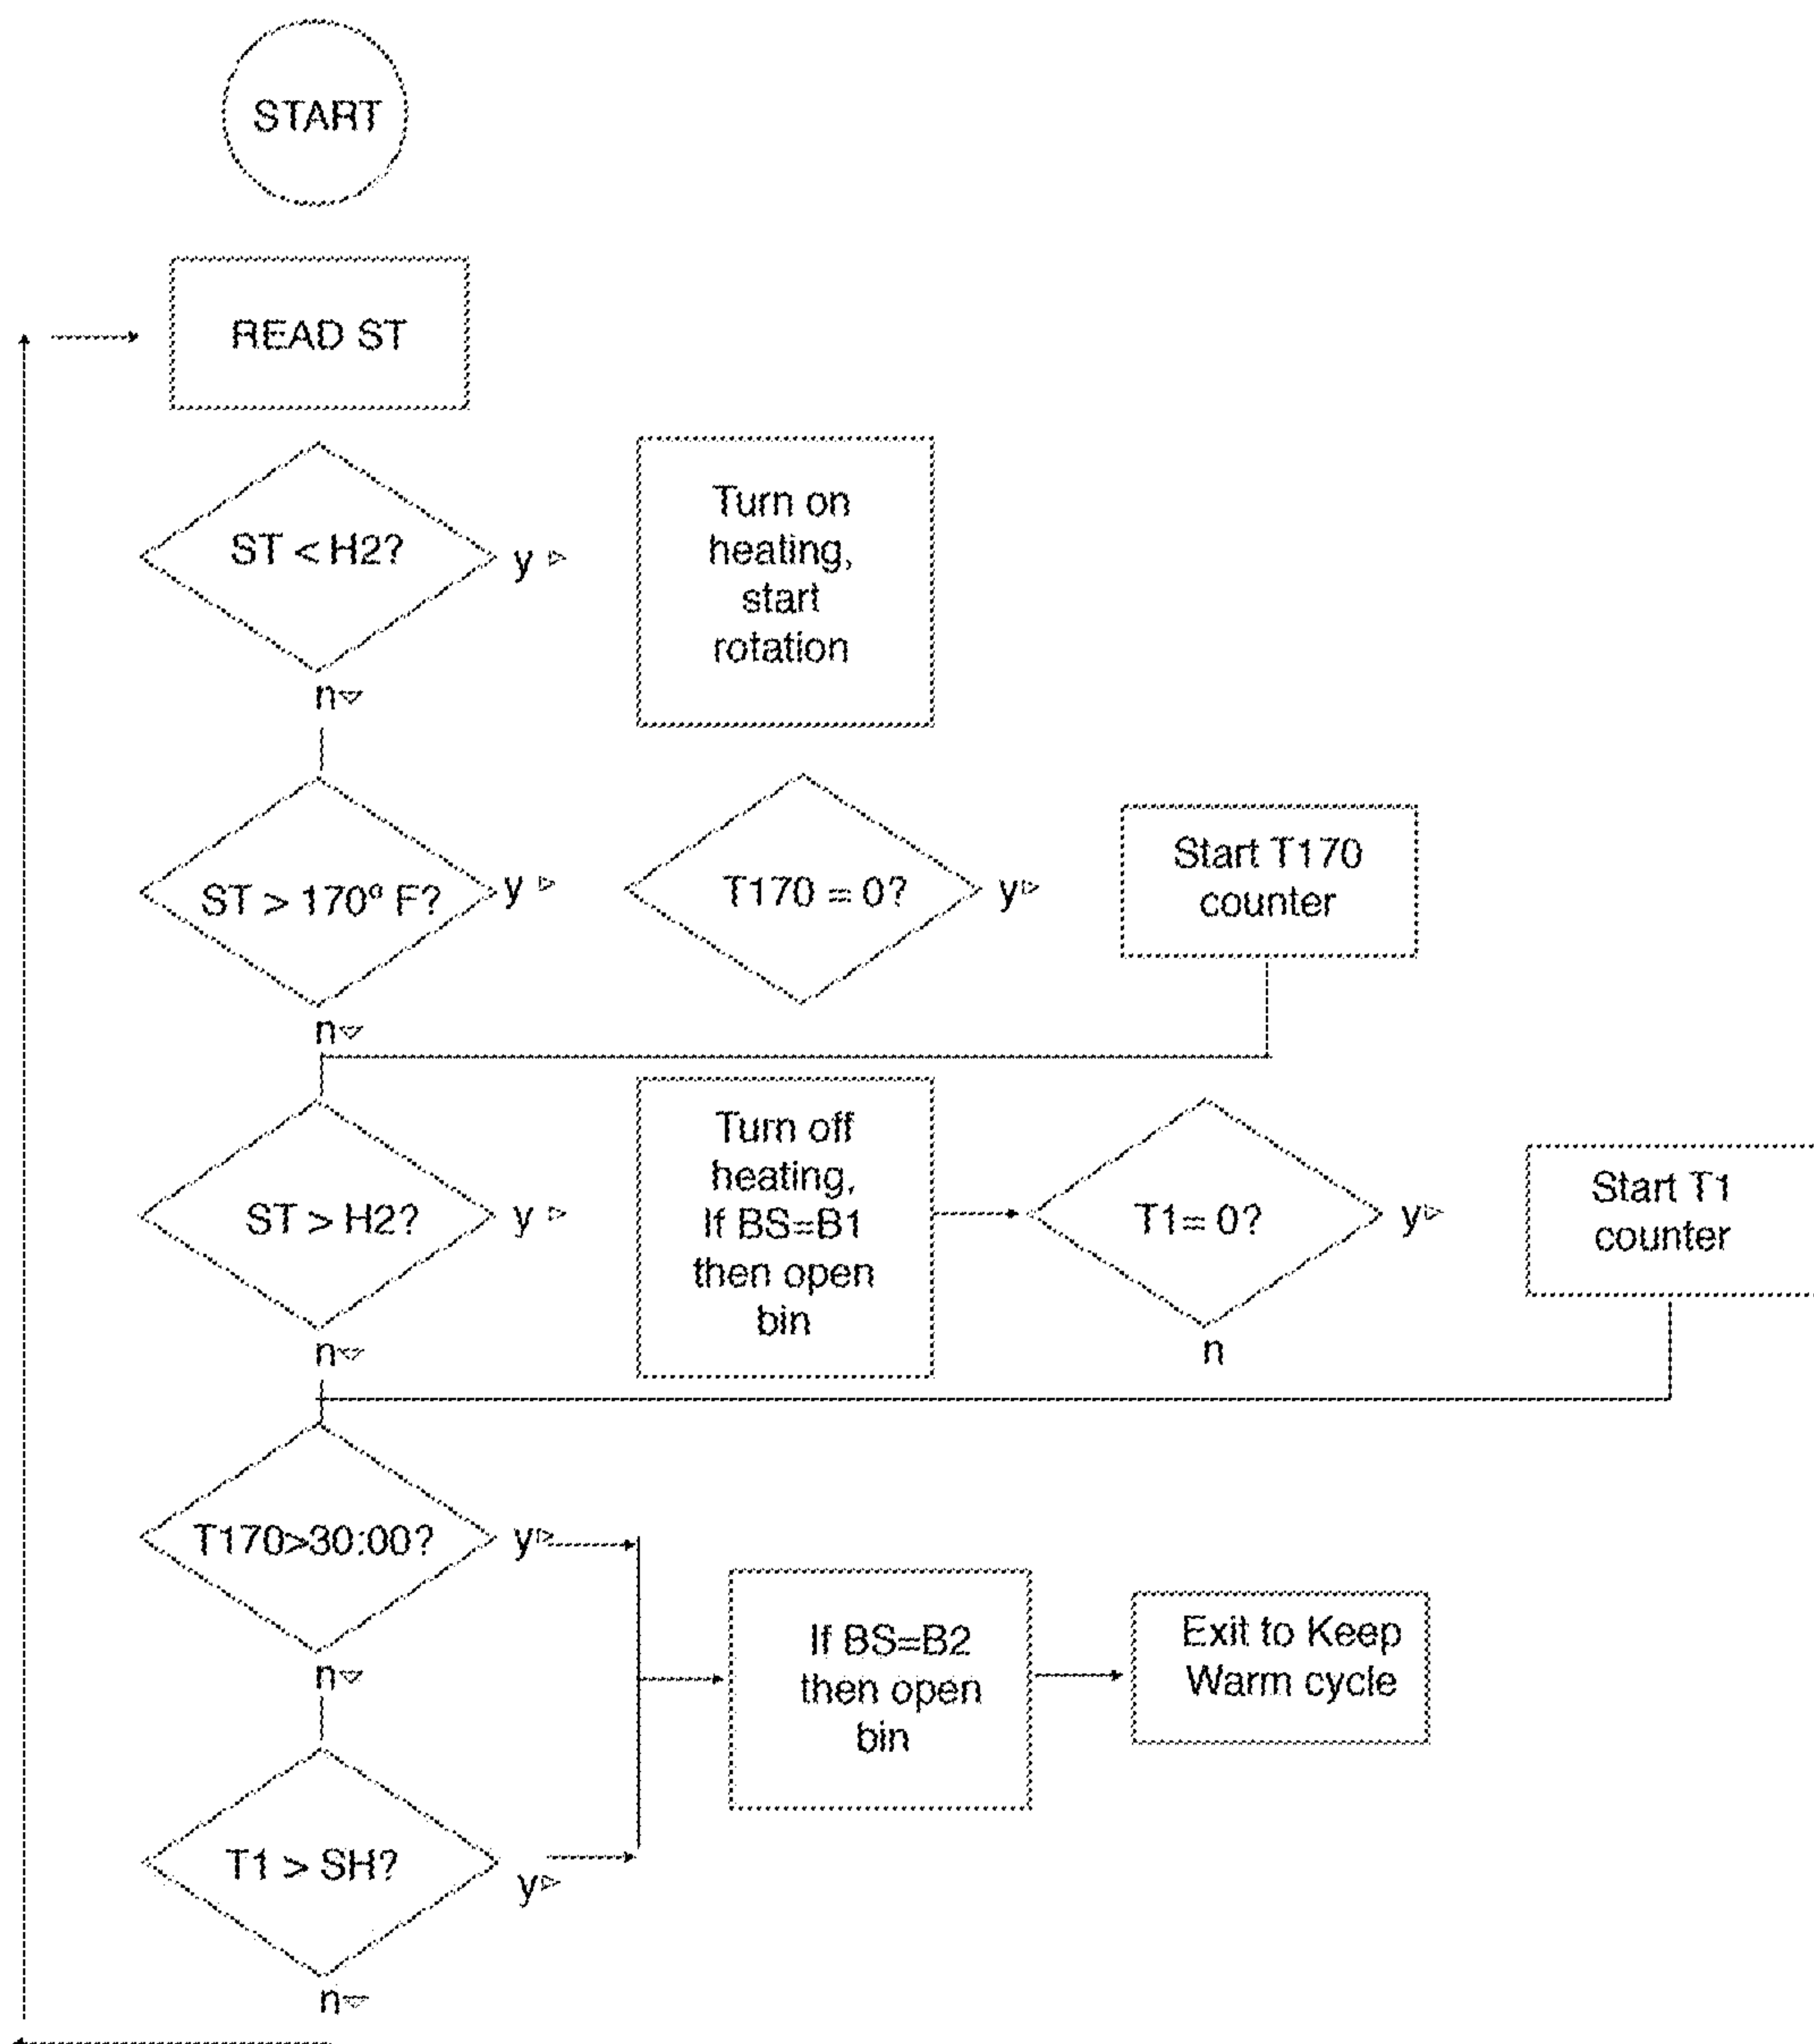 START
READ ST
ST < H2?
y
Turn on
heating,
start
rotation
n
ST > 170º F?
y
T170 = 0?
y
Start T170
counter
n
ST > H2?
y
Turn off
heating,
If BS=B1
then open
bin
T1= 0?
y
Start T1
counter
n
n
T170>30:00?
y
n
If BS=B2
then open
bin
Exit to Keep
Warm cycle
T1 > SH?
y
n